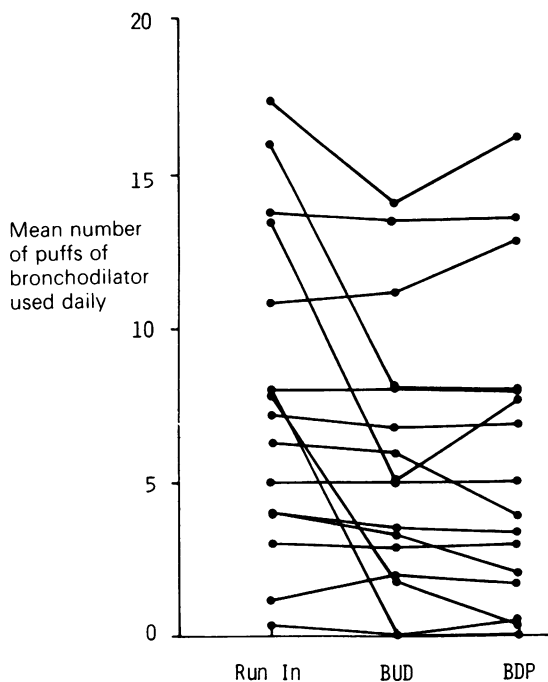 20
15
Mean number
of puffs of
bronchodilator
used daily
10
5
0
Run In BUD BDP